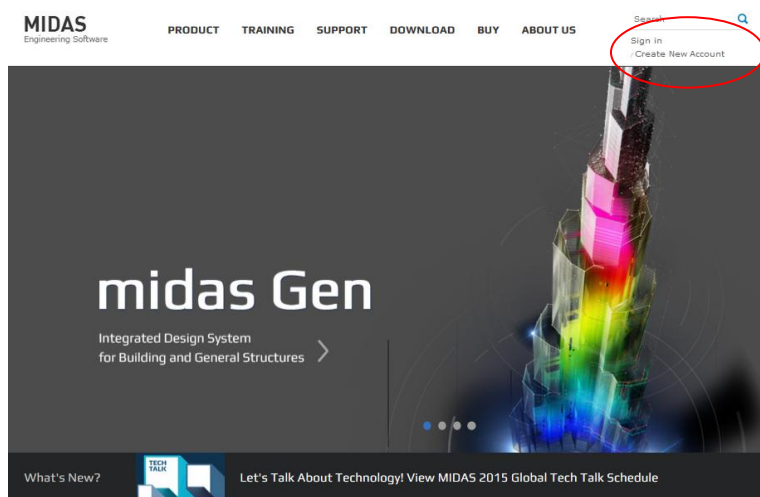 MIDAS
Engineering Software
PRODUCT TRAINING SUPPORT DOWNLOAD BUY ABOUT US
Search
Sign in
/Create New Account
midas Gen
Integrated Design System
for Building and General Structures
What's New?
TECH
TALK
Let's Talk About Technology! View MIDAS 2015 Global Tech Talk Schedule